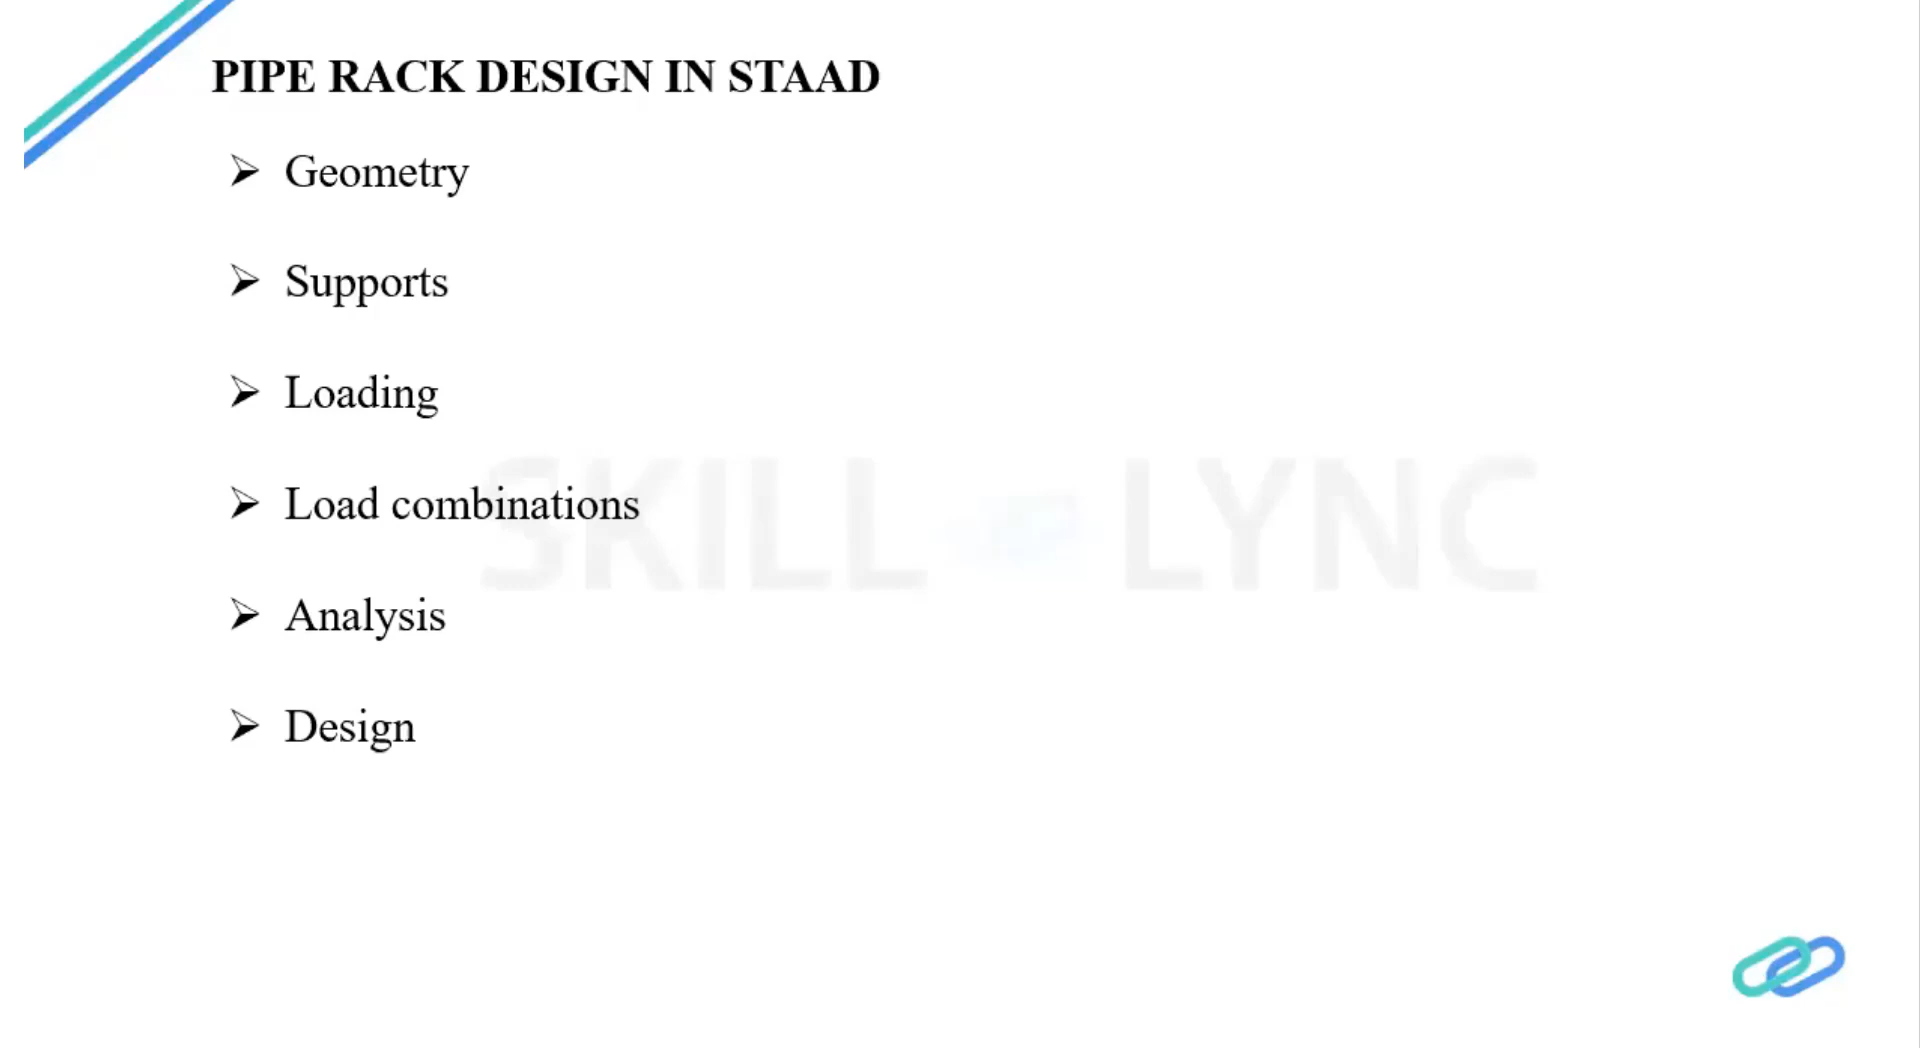 PIPE RACK DESIGN IN STAAD
➢ Geometry
➢ Supports
➢ Loading
➢ Load combinations
➢ Analysis
➢ Design
SKILL LYNC